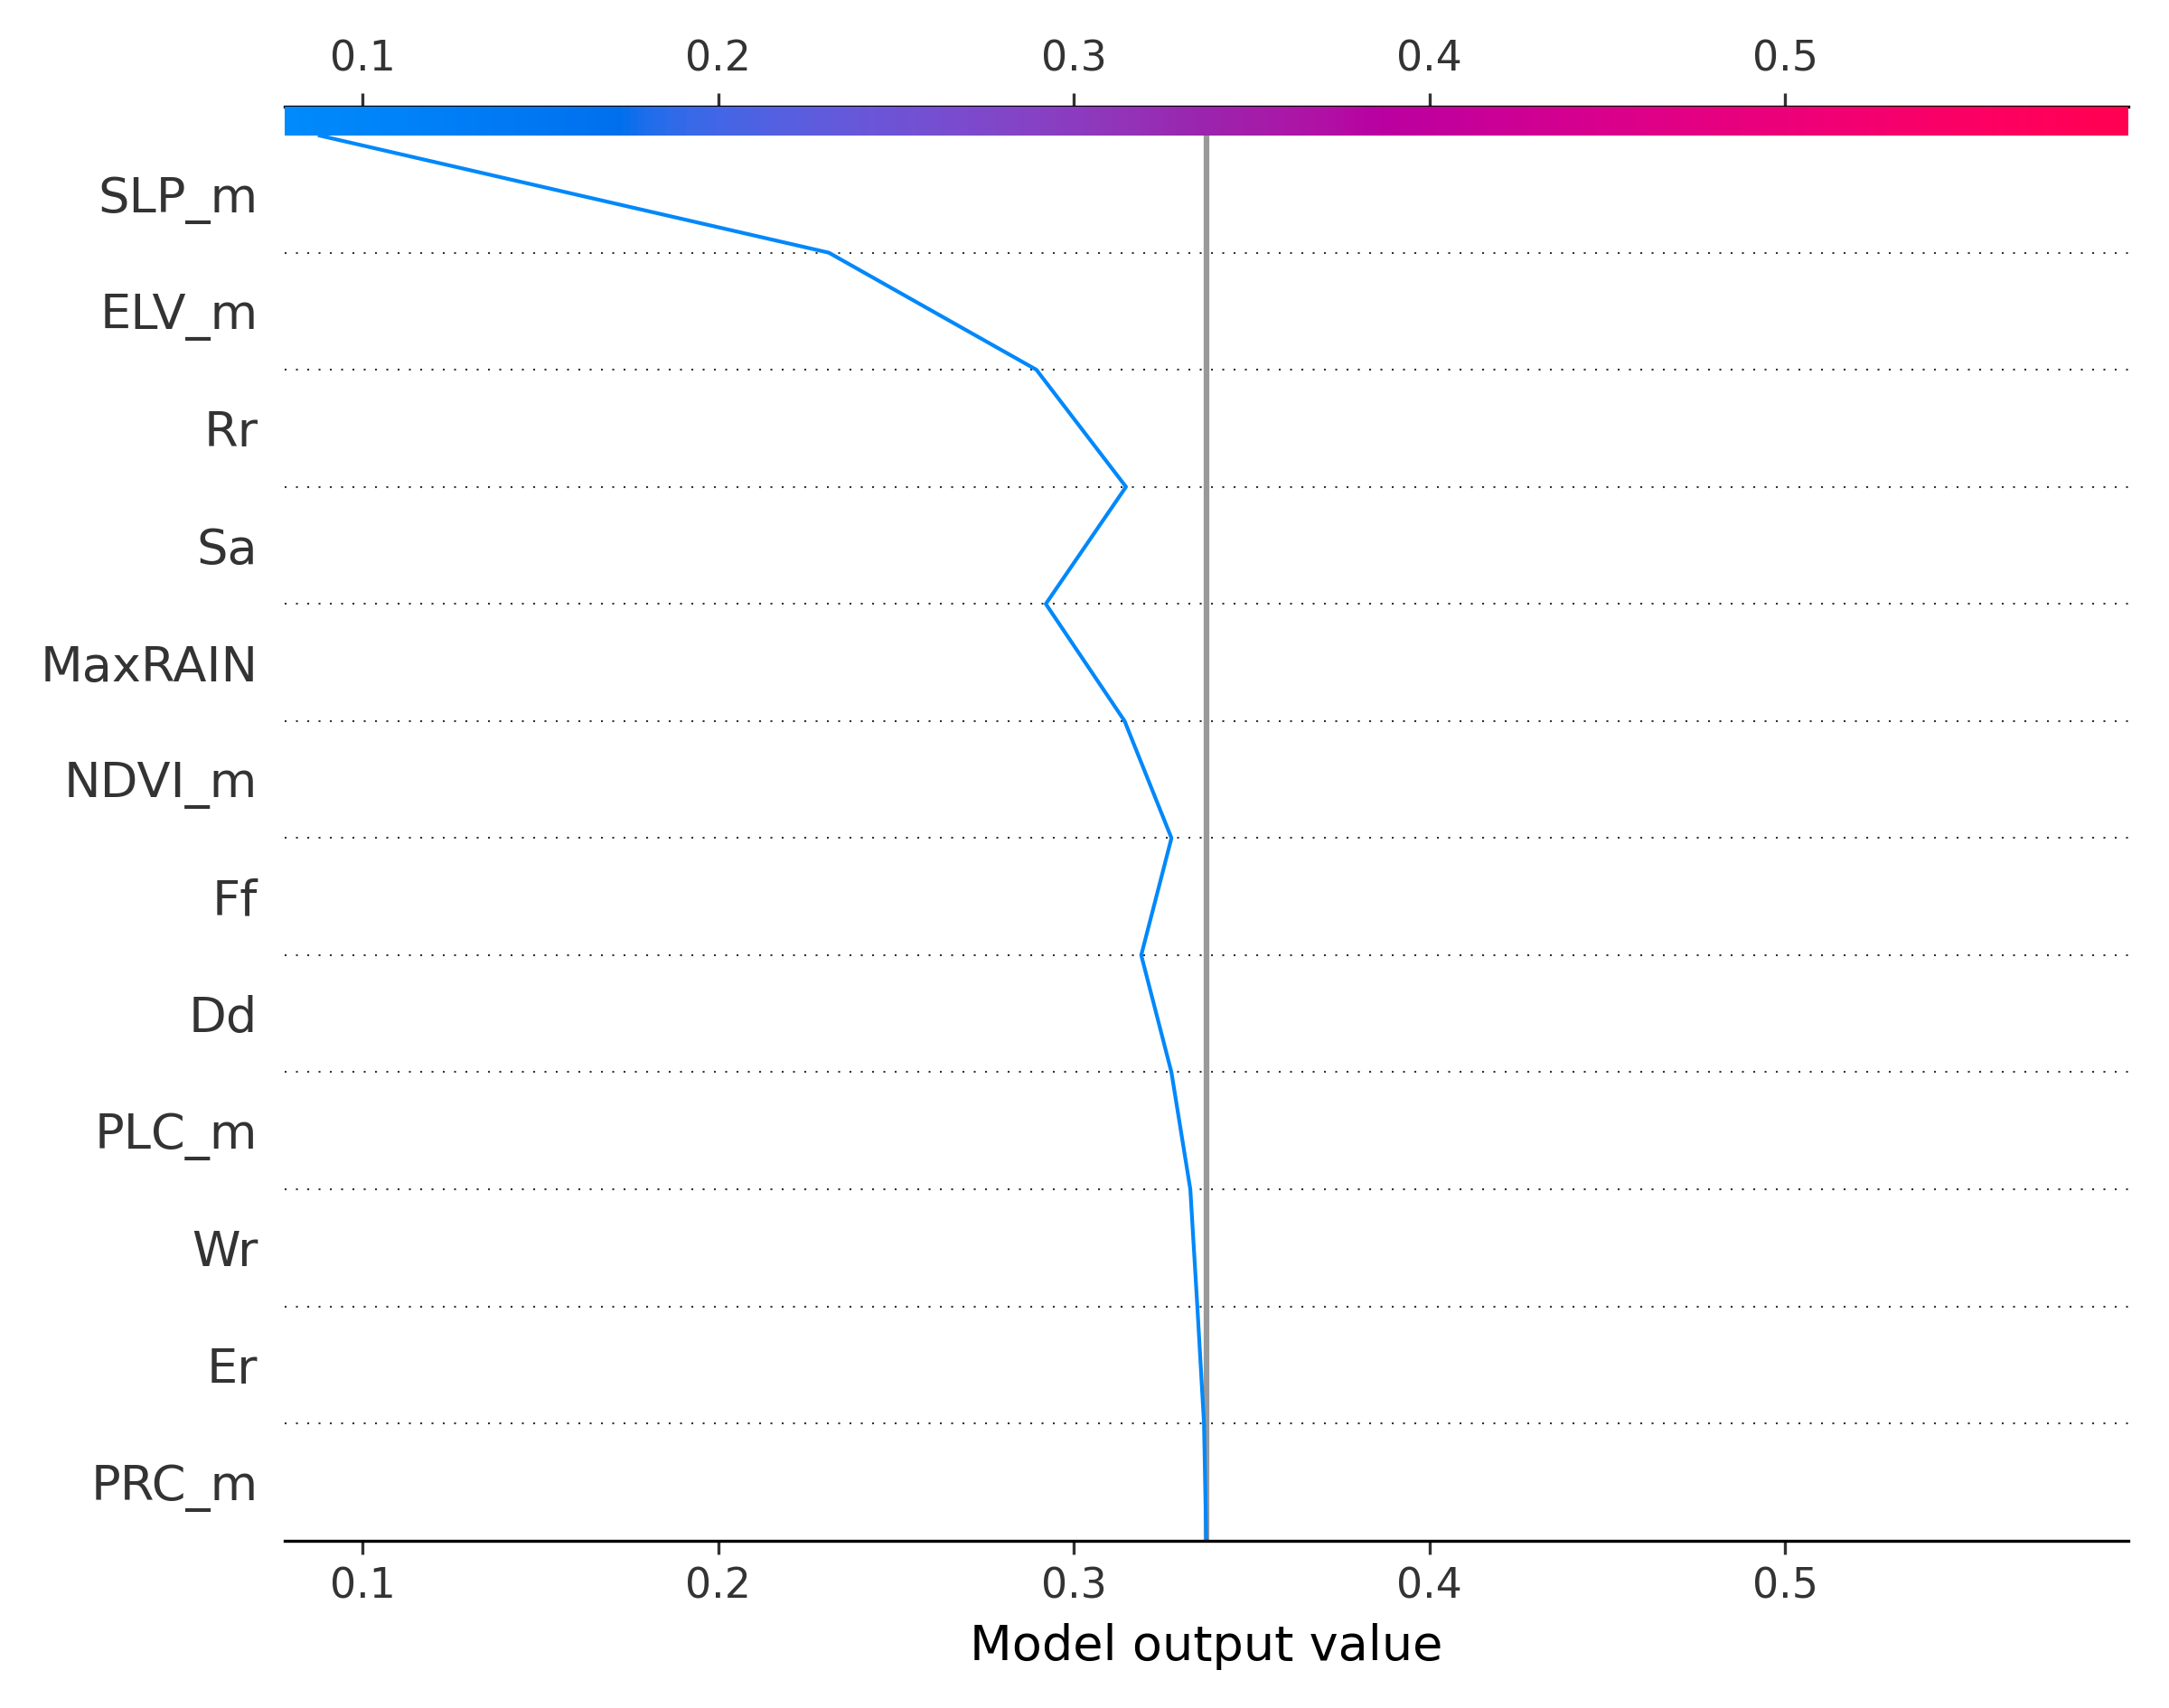 0.1 0.2 0.3 0.4 0.5
SLP_m
ELV_m
Rr
Sa
MaxRAIN
NDVI_m
Ff
Dd
PLC_m
Wr
Er
PRC_m
0.1 0.2 0.3 0.4 0.5
Model output value